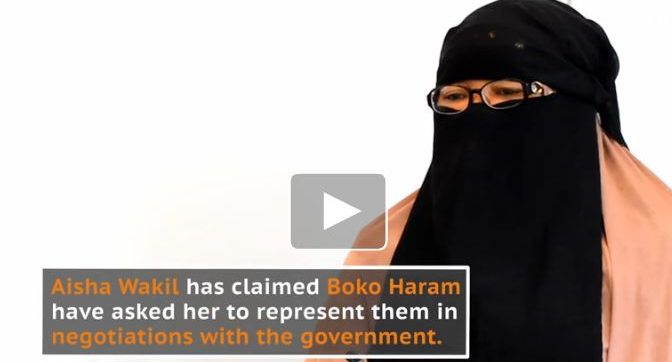 Aisha Wakil has claimed Boko Haram
have asked her to represent them in
negotiations with the government.